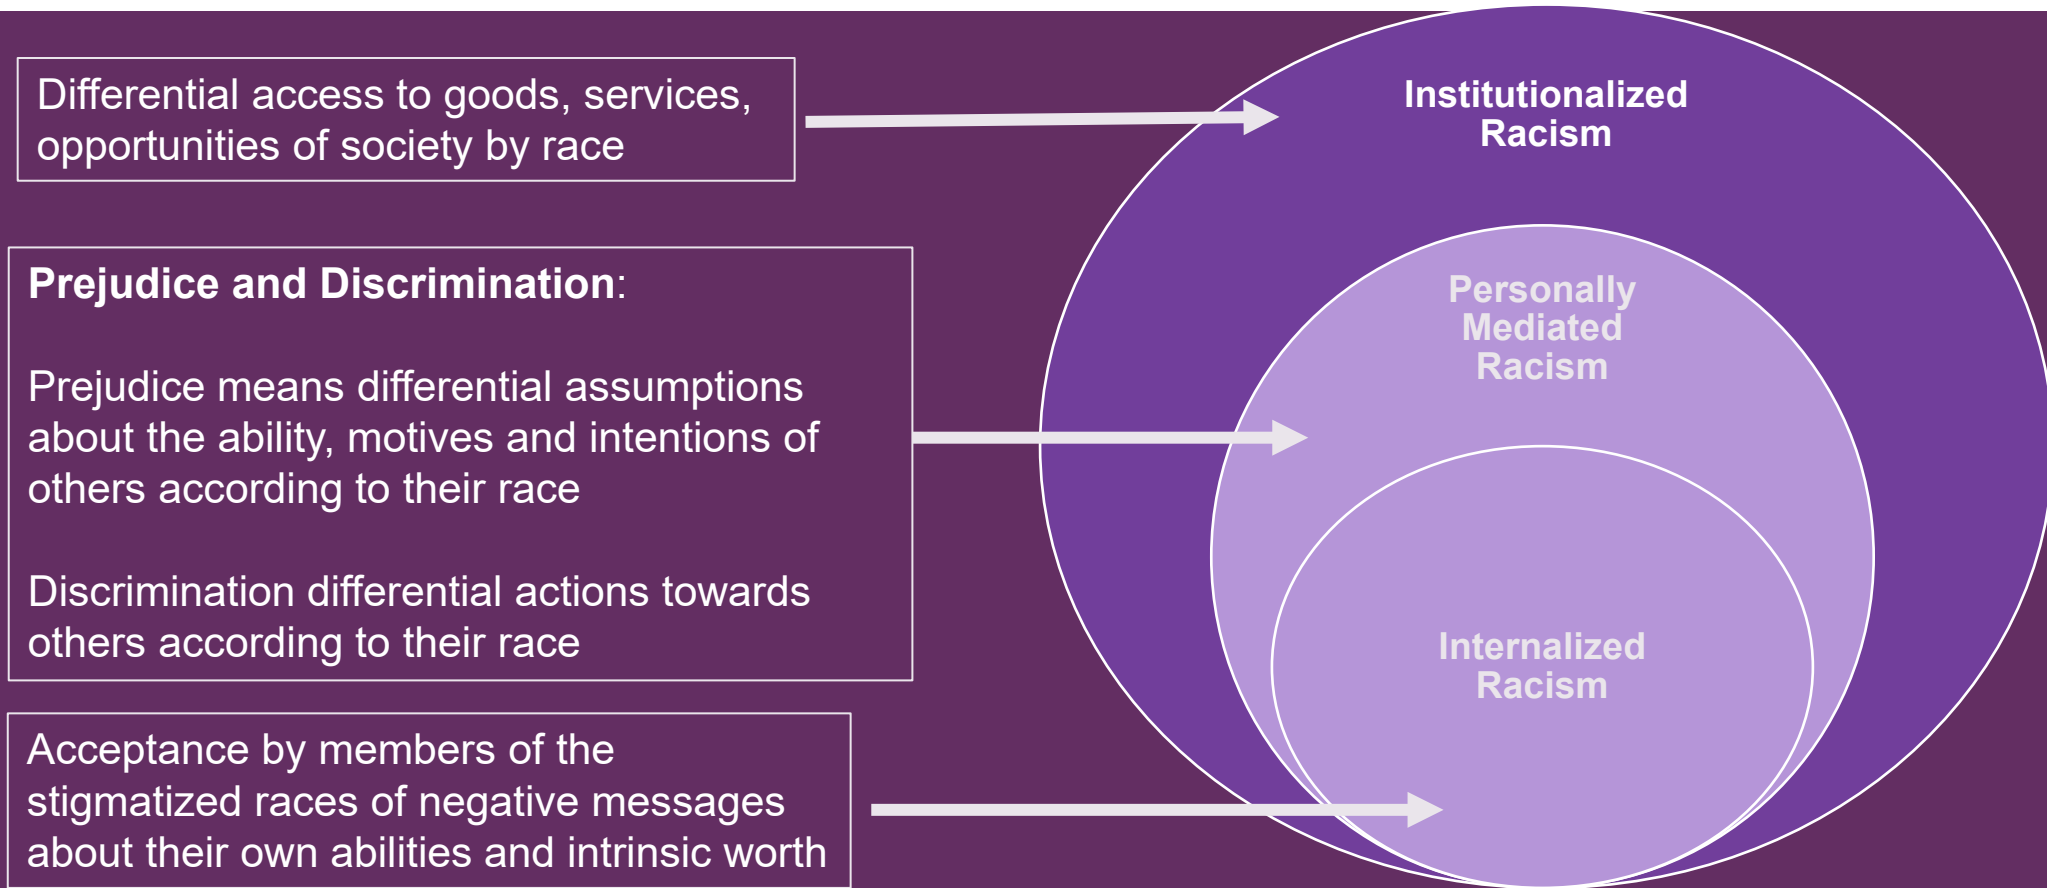 Differential access to goods, services,
opportunities of society by race
Institutionalized
Racism
Prejudice and Discrimination:
Prejudice means differential assumptions
about the ability, motives and intentions of
others according to their race
Discrimination differential actions towards
others according to their race
Personally
Mediated
Racism
Acceptance by members of the
stigmatized races of negative messages
about their own abilities and intrinsic worth
Internalized
Racism